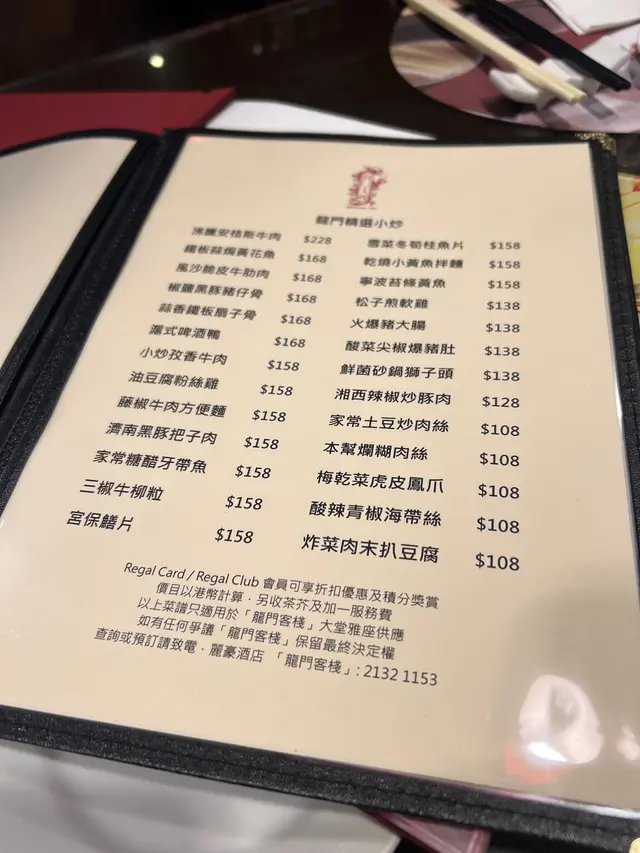 龍門精選小炒
沸騰安格斯牛肉 $228
鐵板蒜焗黃花魚 $168
風沙脆皮牛肋肉 $168
椒鹽黑豚豬仔骨 $168
蒜香鐵板扇子骨 $168
滬式啤酒鴨 $168
小炒孜香牛肉 $158
油豆腐粉絲雞 $158
藤椒牛肉方便麵 $158
濟南黑豚把子肉 $158
家常糖醋牙帶魚 $158
三椒牛柳粒 $158
宮保鱔片 $158
雪菜冬筍桂魚片 $158
乾燒小黃魚拌麵 $158
寧波苔條黃魚 $158
松子煎軟雞 $138
火爆豬大腸 $138
酸菜尖椒爆豬肚 $138
鮮菌砂鍋獅子頭 $138
湘西辣椒炒豚肉 $128
家常土豆炒肉絲 $108
本幫爛糊肉絲 $108
梅乾菜虎皮鳳爪 $108
酸辣青椒海帶絲 $108
炸菜肉末扒豆腐 $108
Regal Card / Regal Club 會員可享折扣優惠及積分獎賞
價目以港幣計算．另收茶芥及加一服務費
以上菜譜只適用於「龍門客棧」大堂雅座供應
如有任何爭議「龍門客棧」保留最終決定權
查詢或預訂請致電．麗豪酒店 「龍門客棧」: 2132 1153